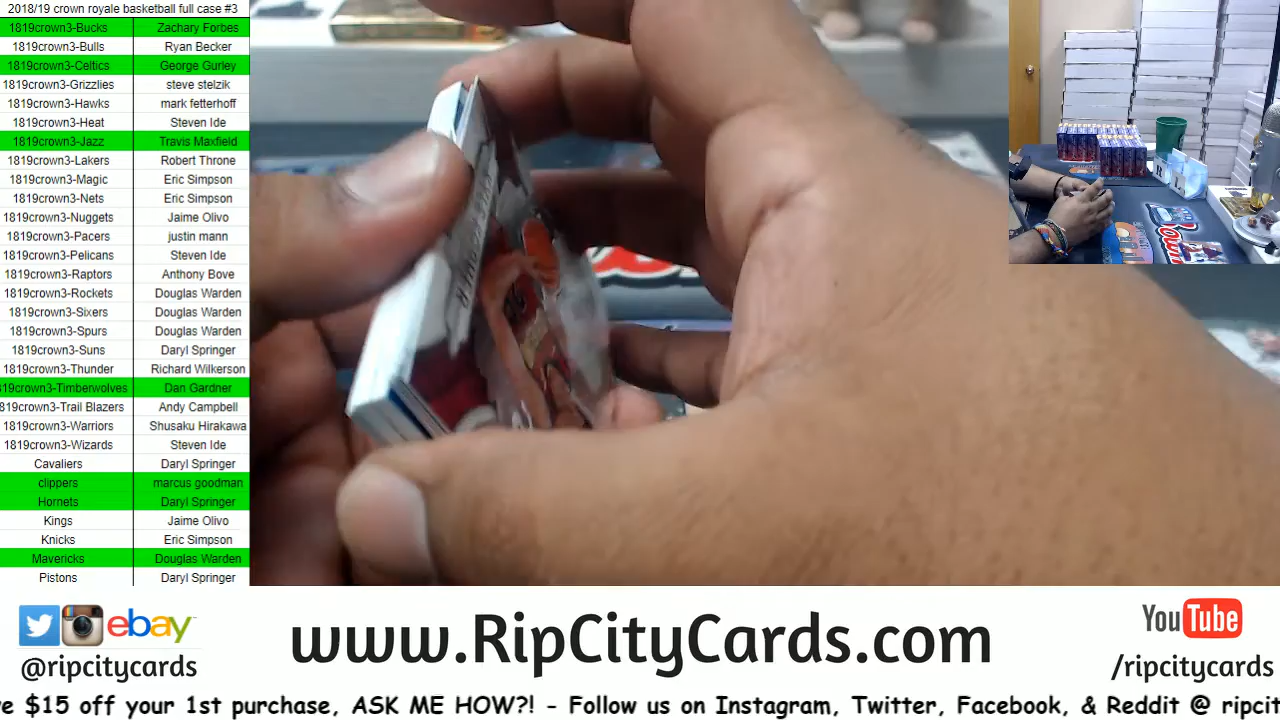 2018/19 crown royale basketball full case #3
1819crown3-Bucks Zachary Forbes
1819crown3-Bulls Ryan Becker
1819crown3-Celtics George Gurley
1819crown3-Grizzlies steve stelzik
1819crown3-Hawks mark fetterhoff
1819crown3-Heat Steven Ide
1819crown3-Jazz Travis Maxfield
1819crown3-Lakers Robert Throne
1819crown3-Magic Eric Simpson
1819crown3-Nets Eric Simpson
1819crown3-Nuggets Jaime Olivo
1819crown3-Pacers justin mann
1819crown3-Pelicans Steven Ide
1819crown3-Raptors Anthony Bove
1819crown3-Rockets Douglas Warden
1819crown3-Sixers Douglas Warden
1819crown3-Spurs Douglas Warden
1819crown3-Suns Daryl Springer
1819crown3-Thunder Richard Wilkerson
819crown3-Timberwolves Dan Gardner
819crown3-Trail Blazers Andy Campbell
1819crown3-Warriors Shusaku Hirakawa
1819crown3-Wizards Steven Ide
Cavaliers Daryl Springer
clippers marcus goodman
Hornets Daryl Springer
Kings Jaime Olivo
Knicks Eric Simpson
Mavericks Douglas Warden
Pistons Daryl Springer
ebay
@ripcitycards
www.RipCityCards.com
YouTube
/ripcitycards
e $15 off your 1st purchase, ASK ME HOW?! - Follow us on Instagram, Twitter, Facebook, & Reddit @ ripcit